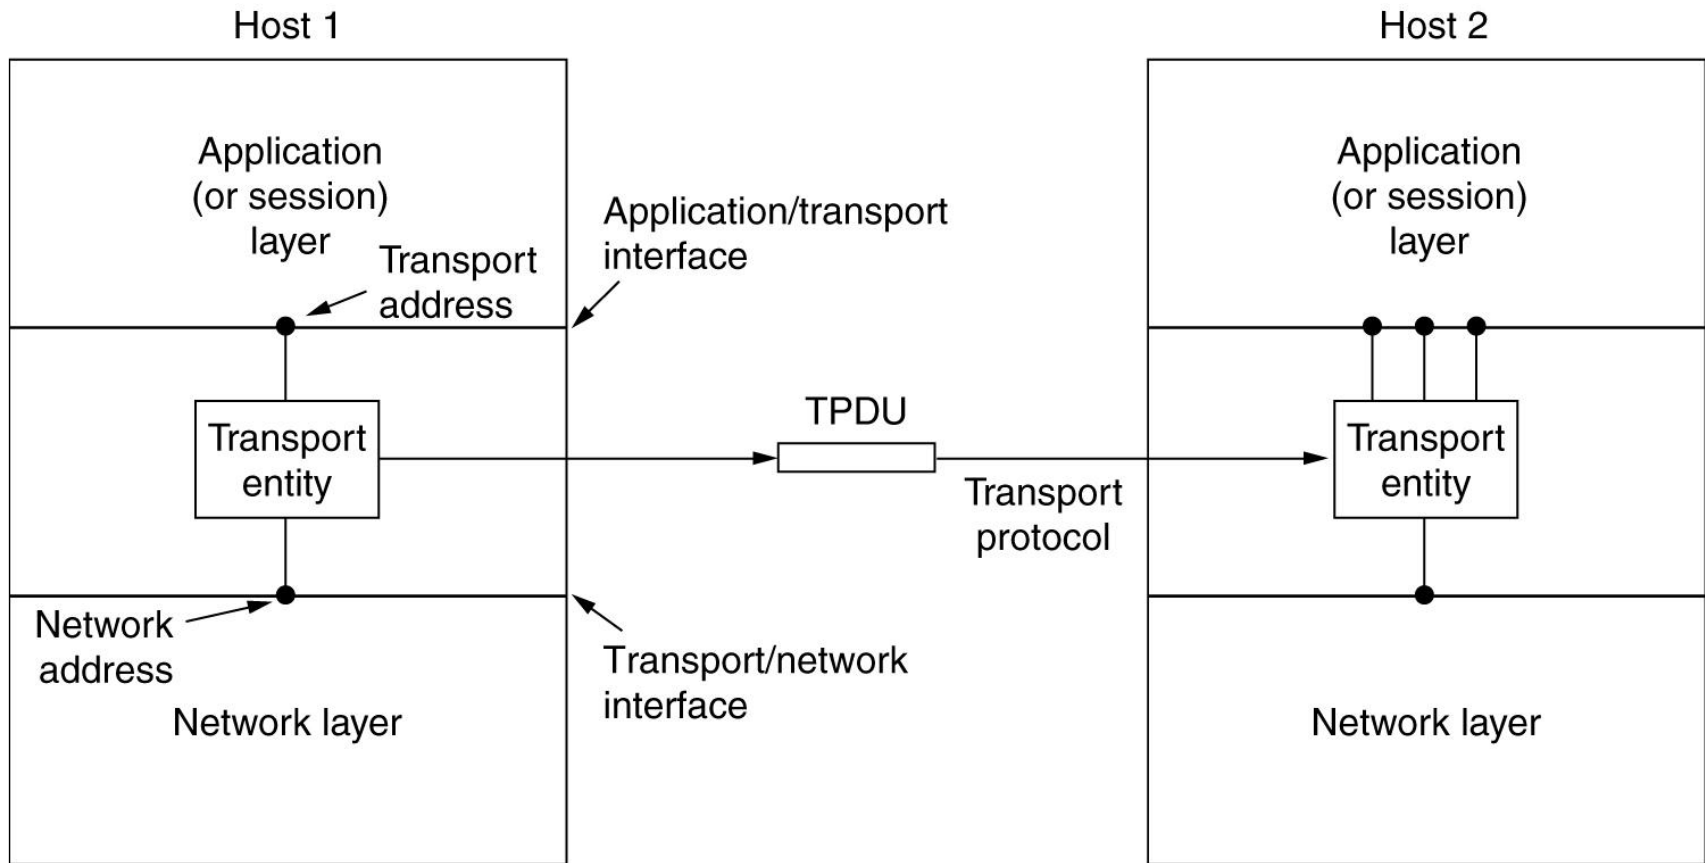 Host 1
Host 2
Application
(or session)
layer
Transport
address
Application/transport
interface
Application
(or session)
layer
Transport
entity
TPDU
Transport
protocol
Transport
entity
Network
address
Transport/network
interface
Network layer
Network layer